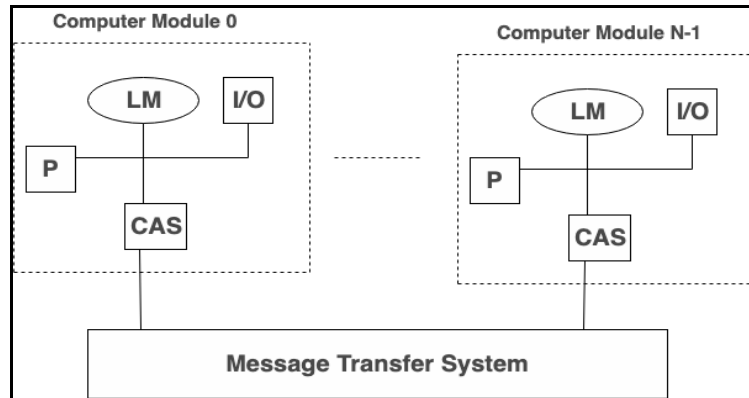 Computer Module 0
Computer Module N-1
LM
I/O
P
CAS
LM
I/O
P
CAS
Message Transfer System